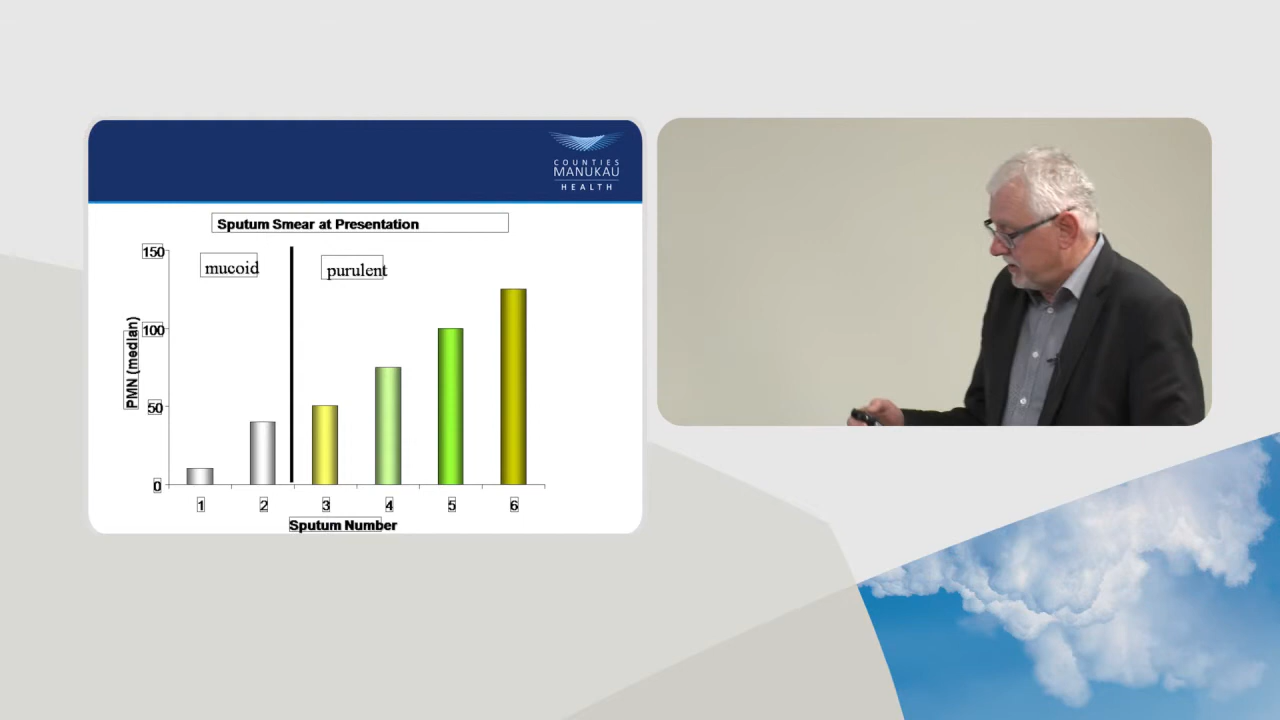 COUNTIES
MANUKAU
HEALTH
Sputum Smear at Presentation
150
mucoid
purulent
100
PMN (median)
50
0
1 2 3 4 5 6
Sputum Number